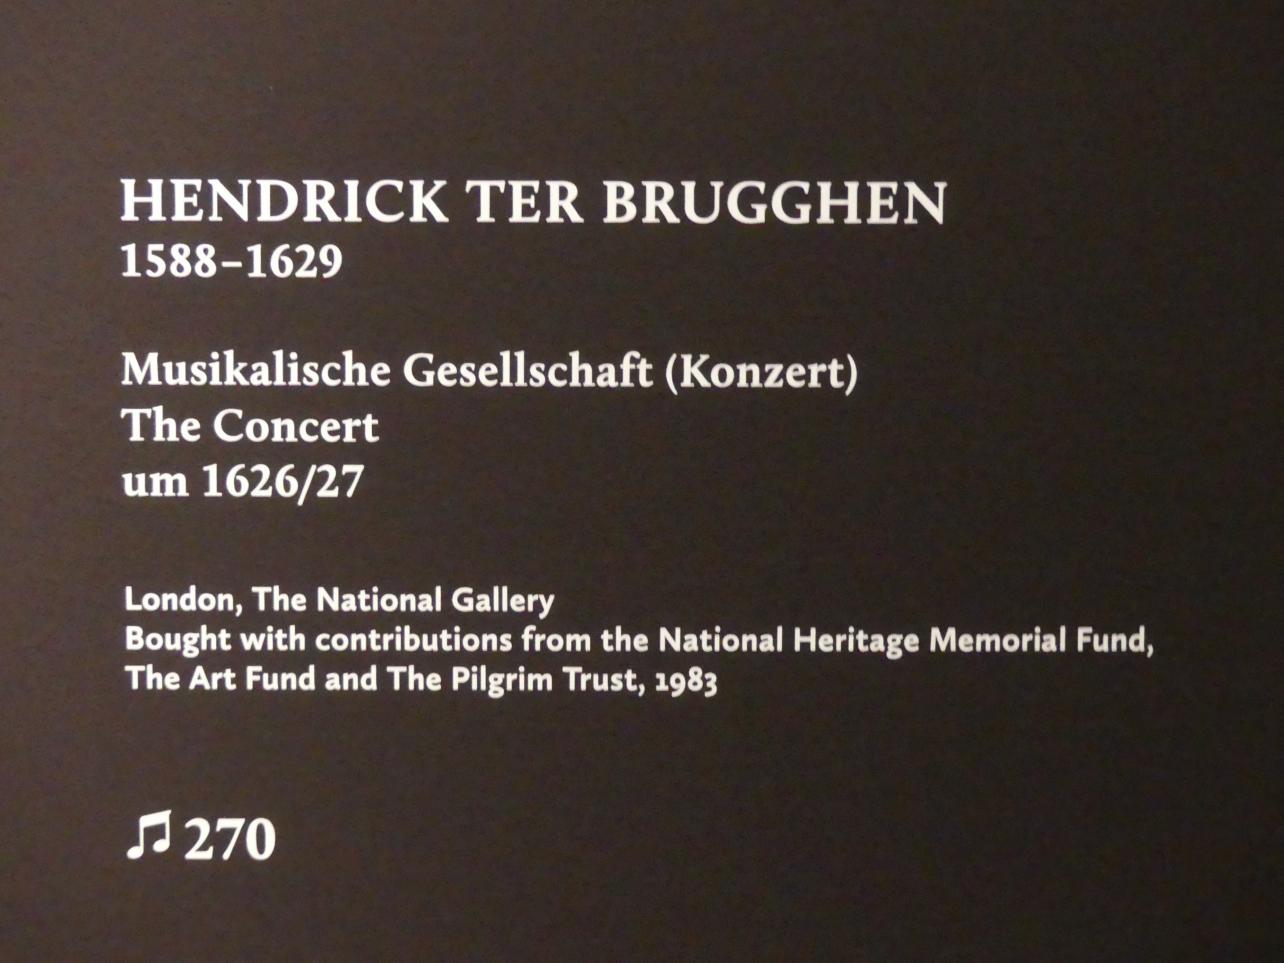 HENDRICK TER BRUGGHEN
1588–1629
Musikalische Gesellschaft (Konzert)
The Concert
um 1626/27
London, The National Gallery
Bought with contributions from the National Heritage Memorial Fund,
The Art Fund and The Pilgrim Trust, 1983
♫ 270